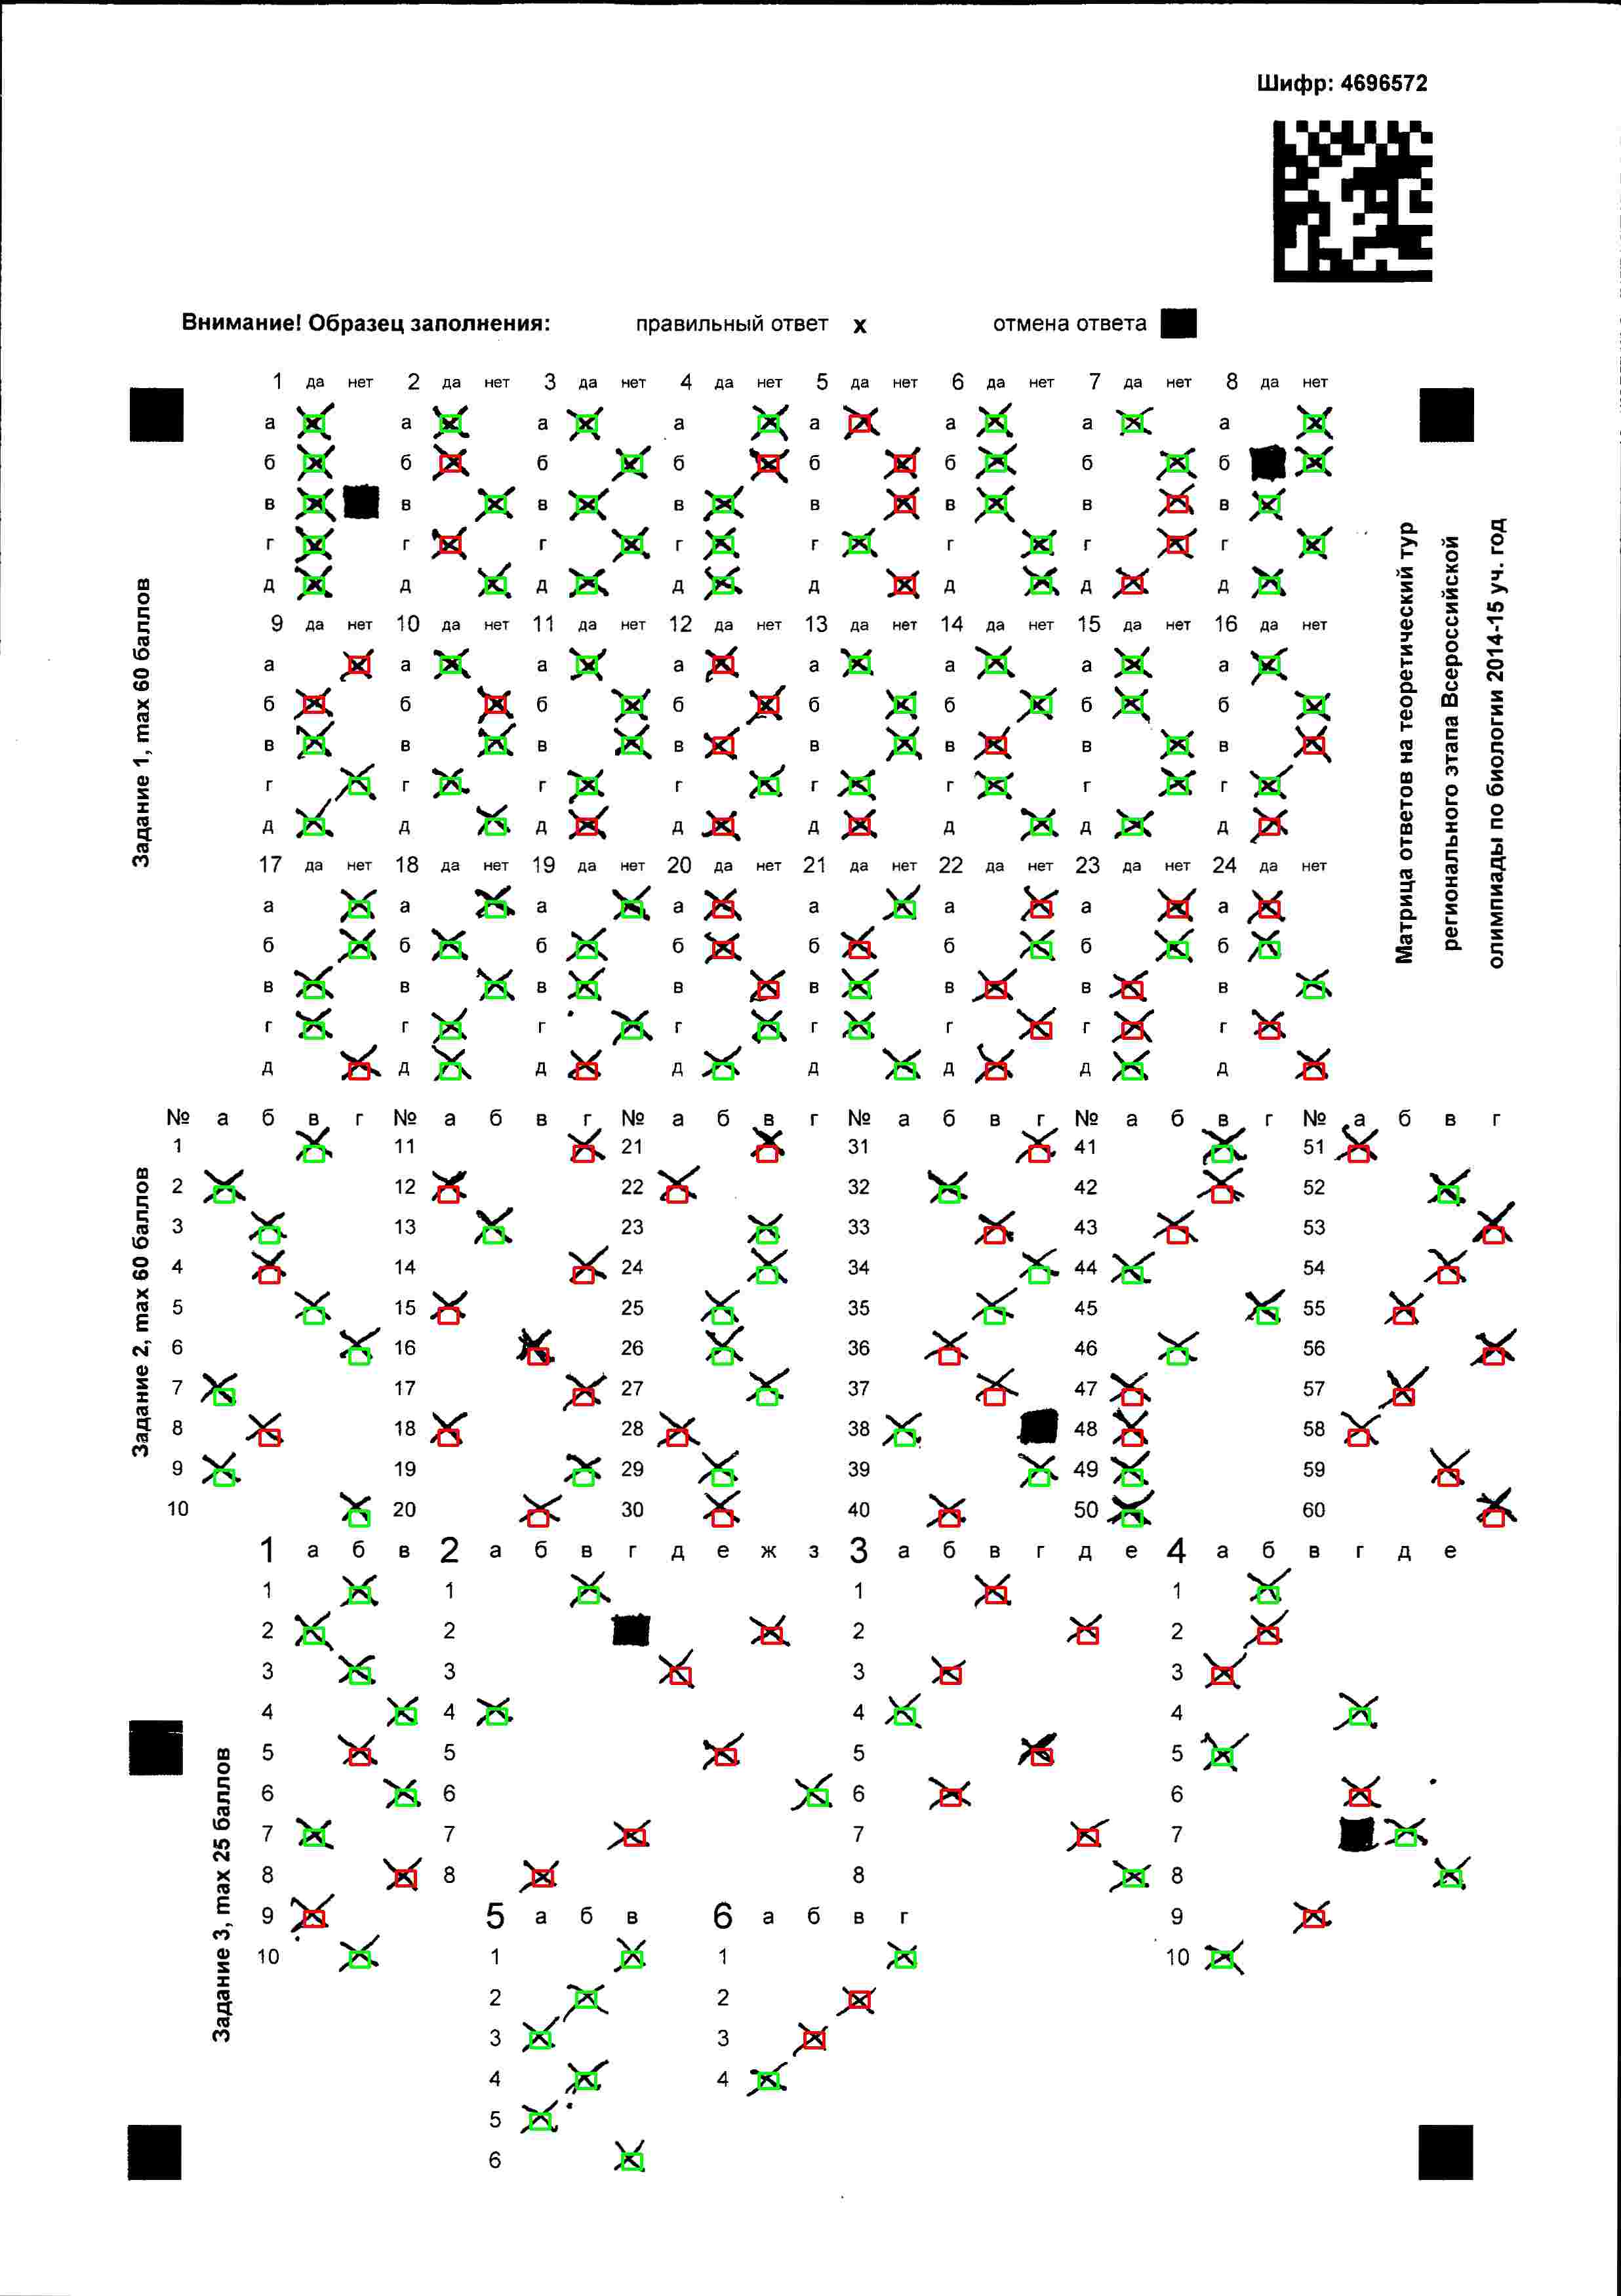 Шифр: 4696572
Внимание! Образец заполнения: правильный ответ x отмена ответа
Задание 1, max 60 баллов
1 да нет 2 да нет 3 да нет 4 да нет 5 да нет 6 да нет 7 да нет 8 да нет
а а а а а а а а
б б б б б б б б
в в в в в в в в
г г г г г г г г
д д д д д д д д
9 да нет 10 да нет 11 да нет 12 да нет 13 да нет 14 да нет 15 да нет 16 да нет
а а а а а а а а
б б б б б б б б
в в в в в в в в
г г г г г г г г
д д д д д д д д
17 да нет 18 да нет 19 да нет 20 да нет 21 да нет 22 да нет 23 да нет 24 да нет
а а а а а а а а
б б б б б б б б
в в в в в в в в
г г г г г г г г
д д д д д д д д
Матрица ответов на теоретический тур
регионального этапа Всероссийской
олимпиады по биологии 2014-15 уч. год
Задание 2, max 60 баллов
№ а б в г № а б в г № а б в г № а б в г № а б в г № а б в г
1 11 21 31 41 51
2 12 22 32 42 52
3 13 23 33 43 53
4 14 24 34 44 54
5 15 25 35 45 55
6 16 26 36 46 56
7 17 27 37 47 57
8 18 28 38 48 58
9 19 29 39 49 59
10 20 30 40 50 60
Задание 3, max 25 баллов
1 а б в 2 а б в г д е ж з 3 а б в г д е 4 а б в г д е
1 1 1 1
2 2 2 2
3 3 3 3
4 4 4 4
5 5 5 5
6 6 6 6
7 7 7 7
8 8 8 8
9 5 а б в 6 а б в г 9
10 1 1 10
2 2
3 3
4 4
5
6